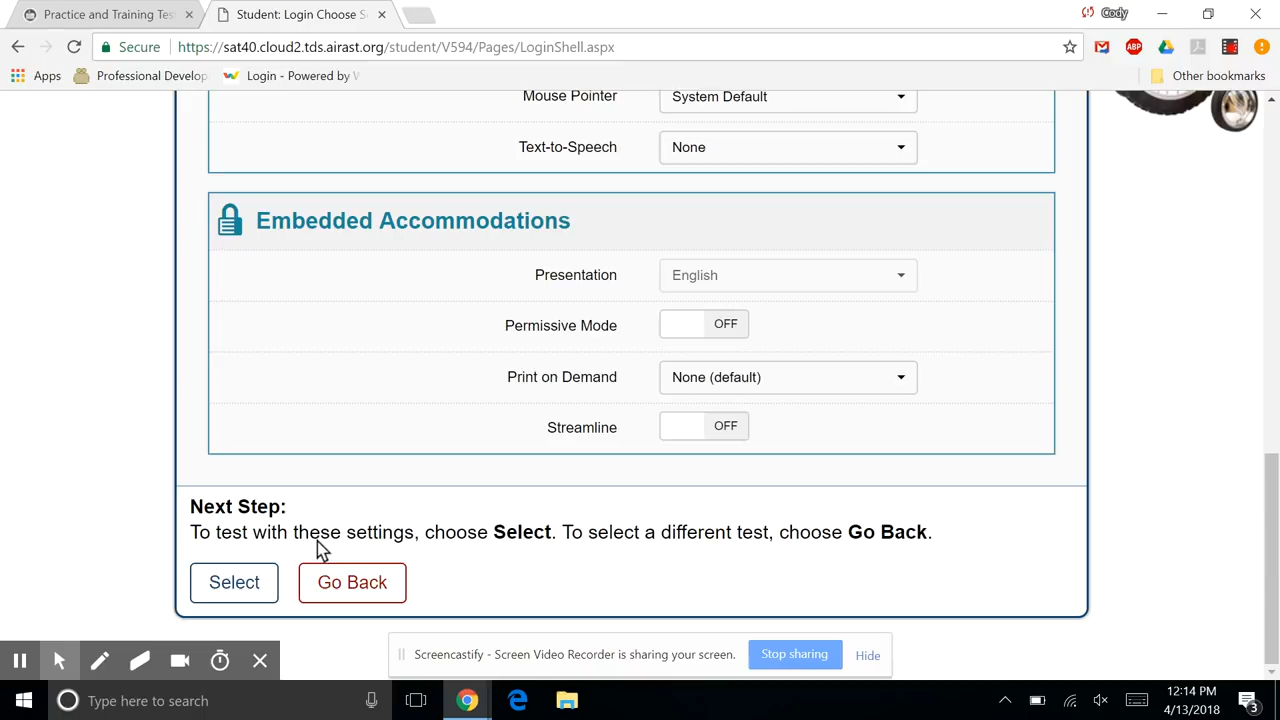 Practice and Training Tes
Student: Login Choose S
Cody
Secure
https://sat40.cloud2.tds.airast.org/student/V594/Pages/LoginShell.aspx
ABP
Apps
Professional Develop
Login - Powered by W
Other bookmarks
Mouse Pointer
System Default
Text-to-Speech
None
Embedded Accommodations
Presentation
English
Permissive Mode
OFF
Print on Demand
None (default)
Streamline
OFF
Next Step:
To test with these settings, choose Select. To select a different test, choose Go Back.
Select
Go Back
Screencastify - Screen Video Recorder is sharing your screen.
Stop sharing
Hide
Type here to search
12:14 PM
4/13/2018
3